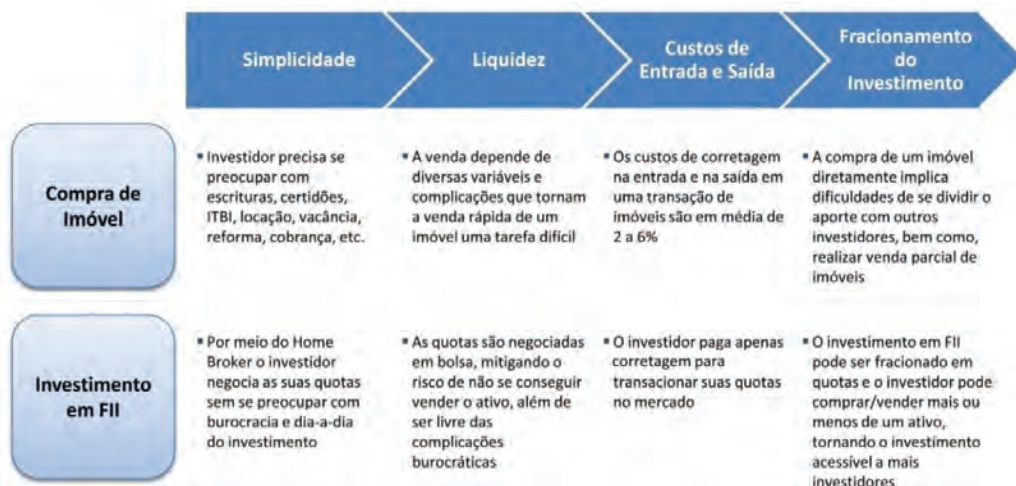 Simplicidade
Liquidez
Custos de
Entrada e Saída
Fracionamento
do
Investimento
Compra de
Imóvel
▪ Investidor precisa se
preocupar com
escrituras, certidões,
ITBI, locação, vacância,
reforma, cobrança, etc.
▪ A venda depende de
diversas variáveis e
complicações que tornam
a venda rápida de um
imóvel uma tarefa difícil
▪ Os custos de corretagem
na entrada e na saída em
uma transação de
imóveis são em média de
2 a 6%
▪ A compra de um imóvel
diretamente implica
dificuldades de se dividir o
aporte com outros
investidores, bem como,
realizar venda parcial de
imóveis
Investimento
em FII
▪ Por meio do Home
Broker o investidor
negocia as suas quotas
sem se preocupar com
burocracia e dia-a-dia
do investimento
▪ As quotas são negociadas
em bolsa, mitigando o
risco de não se conseguir
vender o ativo, além de
ser livre das
complicações
burocráticas
▪ O investidor paga apenas
corretagem para
transacionar suas quotas
no mercado
▪ O investimento em FII
pode ser fracionado em
quotas e o investidor pode
comprar/vender mais ou
menos de um ativo,
tornando o investimento
acessível a mais
investidores